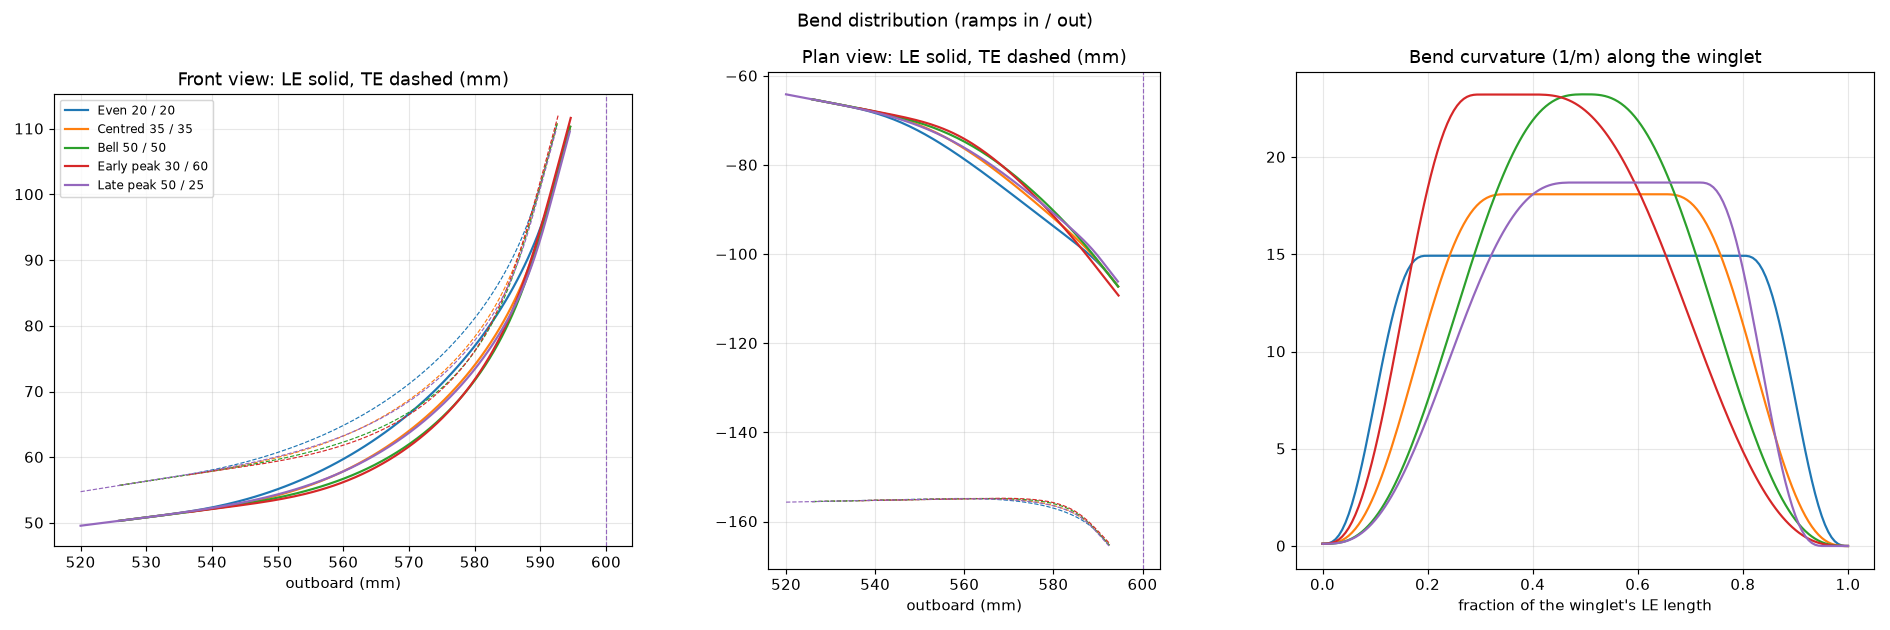 Bend distribution (ramps in / out)
Front view: LE solid, TE dashed (mm)
Even 20 / 20
Centred 35 / 35
Bell 50 / 50
Early peak 30 / 60
Late peak 50 / 25
110
100
90
80
70
60
50
520 530 540 550 560 570 580 590 600
outboard (mm)
Plan view: LE solid, TE dashed (mm)
−60
−80
−100
−120
−140
−160
520 540 560 580 600
outboard (mm)
Bend curvature (1/m) along the winglet
20
15
10
5
0
0.0 0.2 0.4 0.6 0.8 1.0
fraction of the winglet's LE length